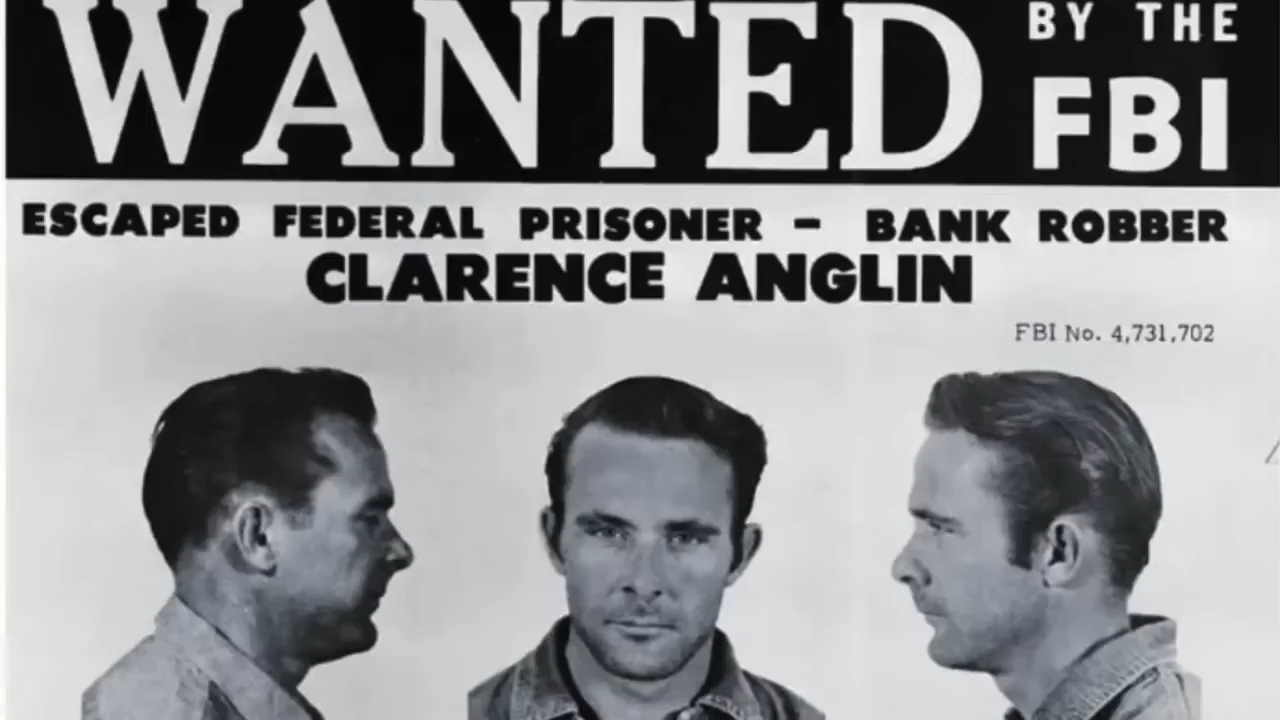 WANTED BY THE
FBI
ESCAPED FEDERAL PRISONER – BANK ROBBER
CLARENCE ANGLIN
FBI No. 4,731,702